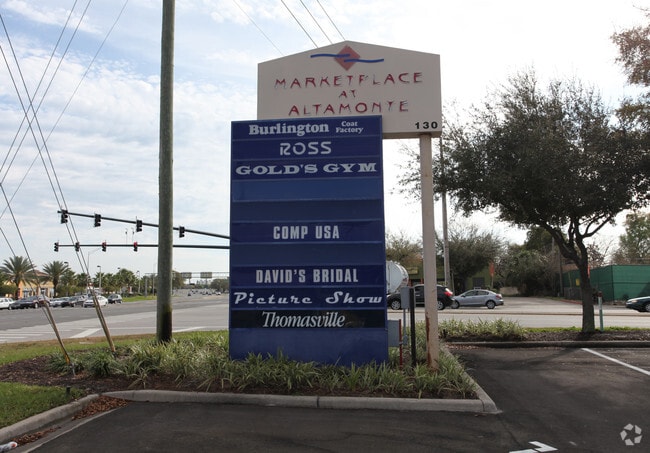 MARKETPLACE
AT
ALTAMONTE
130
Burlington Coat Factory
ROSS
GOLD'S GYM
COMP USA
DAVID'S BRIDAL
Picture Show
Thomasville